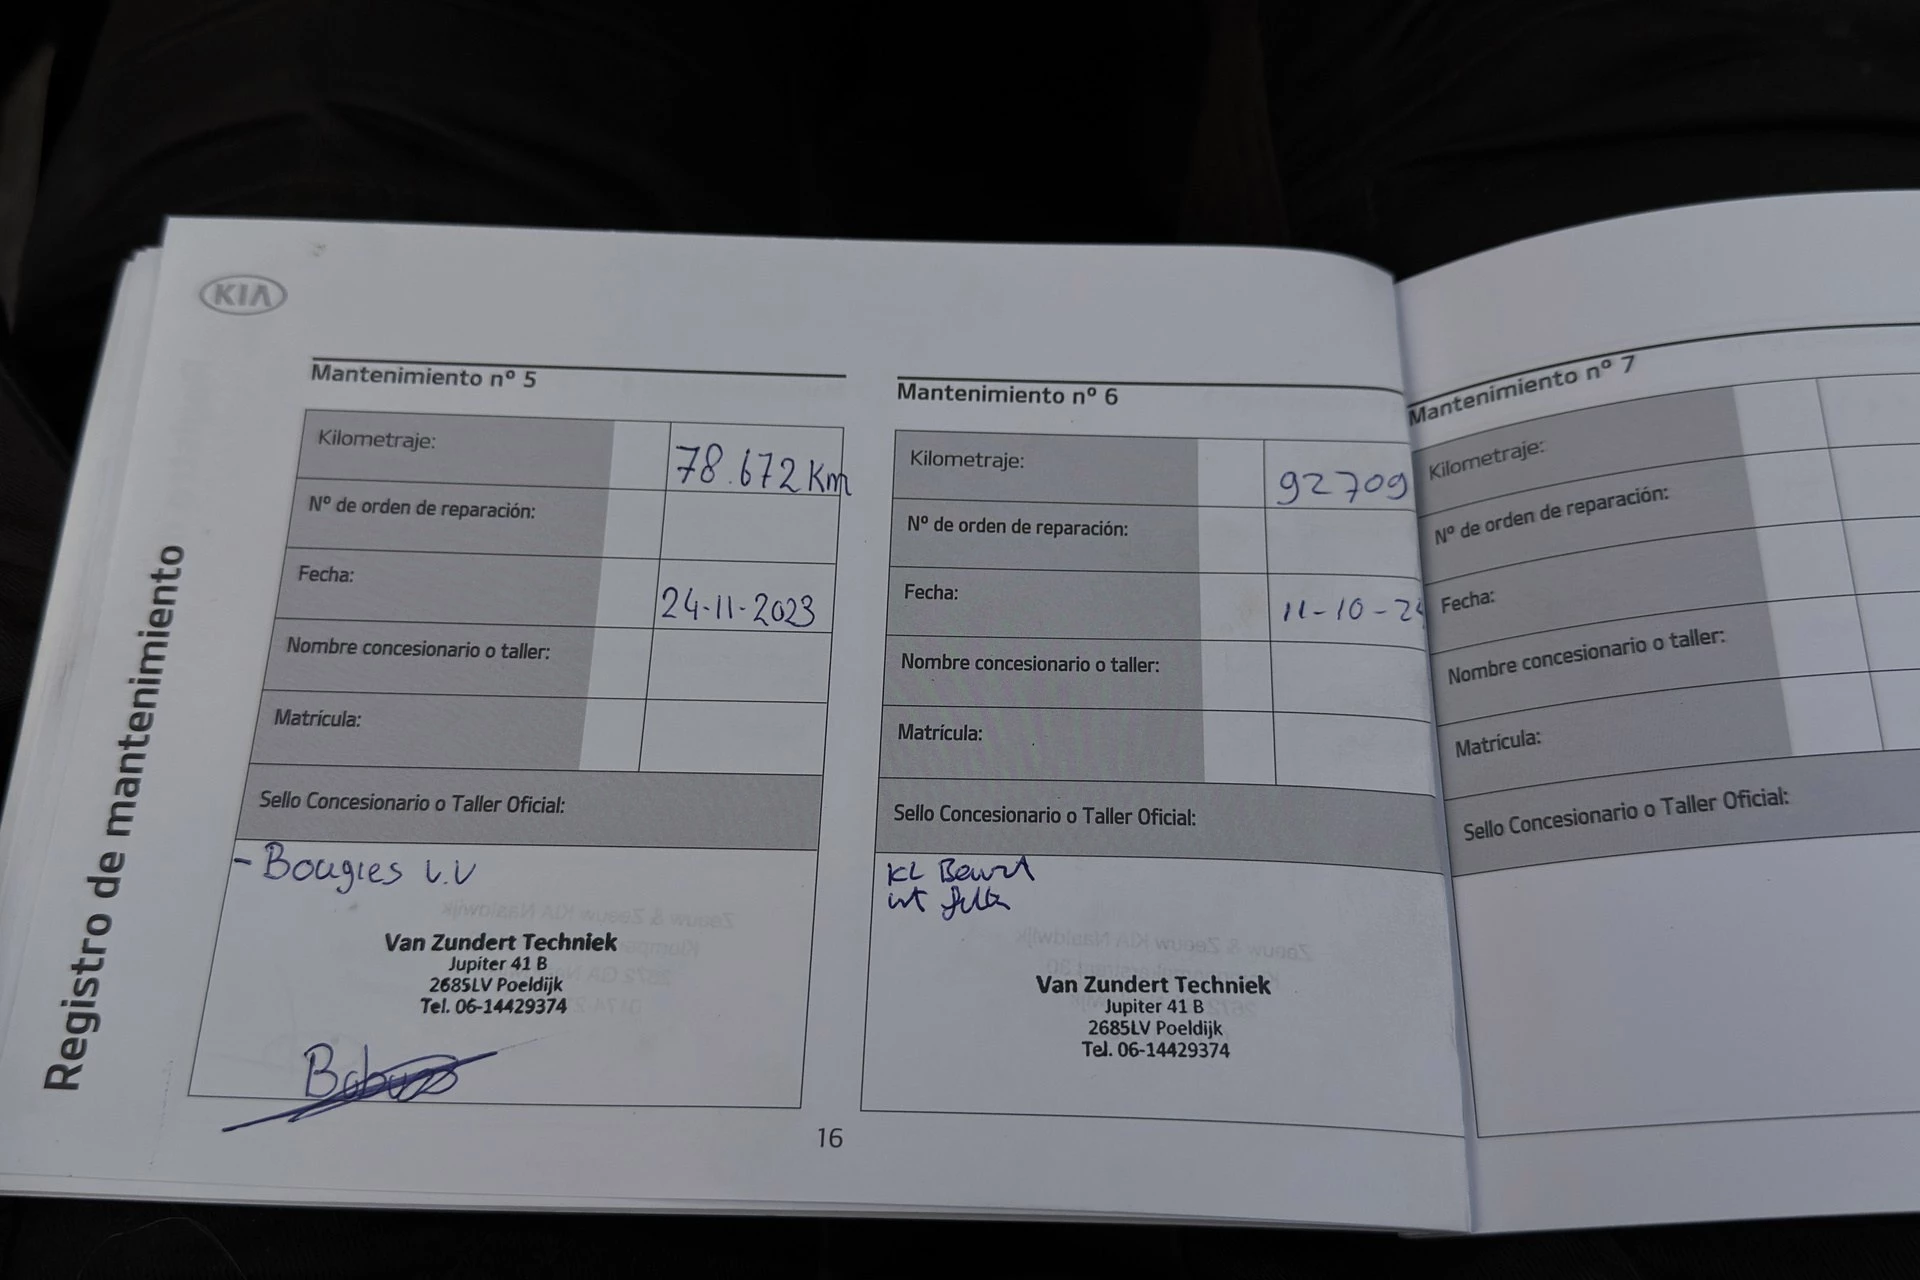 KIA
Registro de mantenimiento
Mantenimiento nº 5
Kilometraje:
78.672 Km
Nº de orden de reparación:
Fecha:
24-11-2023
Nombre concesionario o taller:
Matrícula:
Sello Concesionario o Taller Oficial:
- Bougies v.v
Van Zundert Techniek
Jupiter 41 B
2685LV Poeldijk
Tel. 06-14429374
16
Mantenimiento nº 6
Kilometraje:
92709
Nº de orden de reparación:
Fecha:
11-10-24
Nombre concesionario o taller:
Matrícula:
Sello Concesionario o Taller Oficial:
KL Beurt
Van Zundert Techniek
Jupiter 41 B
2685LV Poeldijk
Tel. 06-14429374
Mantenimiento nº 7
Kilometraje:
Nº de orden de reparación:
Fecha:
Nombre concesionario o taller:
Matrícula:
Sello Concesionario o Taller Oficial: